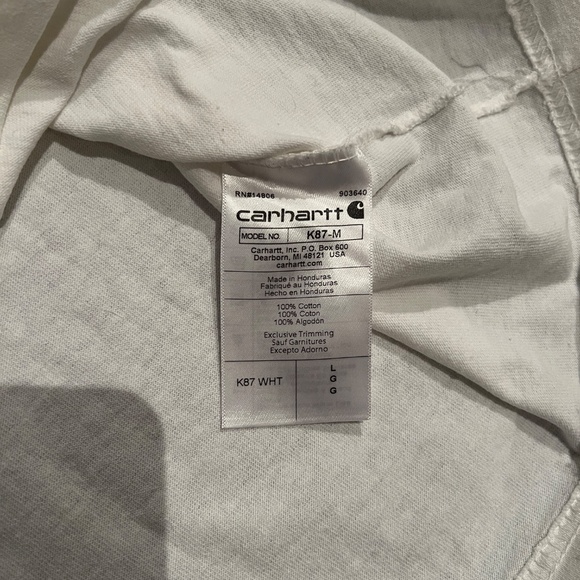 RN#14806 903640
carhartt
MODEL NO. K87-M
Carhartt, Inc. P.O. Box 600
Dearborn, MI 48121 USA
carhartt.com
Made in Honduras
Fabriqué au Honduras
Hecho en Honduras
100% Cotton
100% Coton
100% Algodón
Exclusive Trimming
Sauf Garnitures
Excepto Adorno
K87 WHT L
G
G